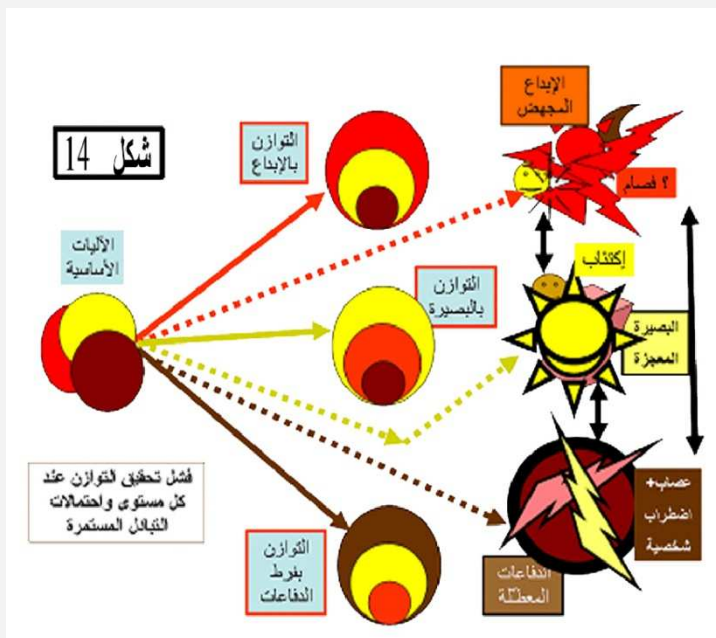 الإبداع
المجهض
التوازن
بالإبداع
شكل 14
؟ فصام
الآليات
الأساسية
إكتئاب
التوازن
بالبصيرة
البصيرة
المعجزة
فشل تحقيق التوازن عند
كل مستوى واحتمالات
التبادل المستمرة
عصاب+
اضطراب
شخصية
التوازن
بفرط
الدفاعات
الدفاعات
المعطلة